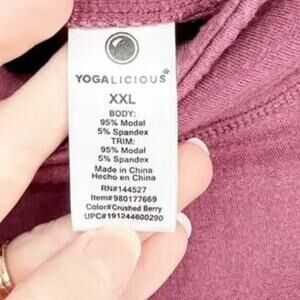 YOGALICIOUS®
XXL
BODY:
95% Modal
5% Spandex
TRIM:
95% Modal
5% Spandex
Made in China
Hecho en China
RN#144527
Item#980177669
Color#Crushed Berry
UPC#191244600290